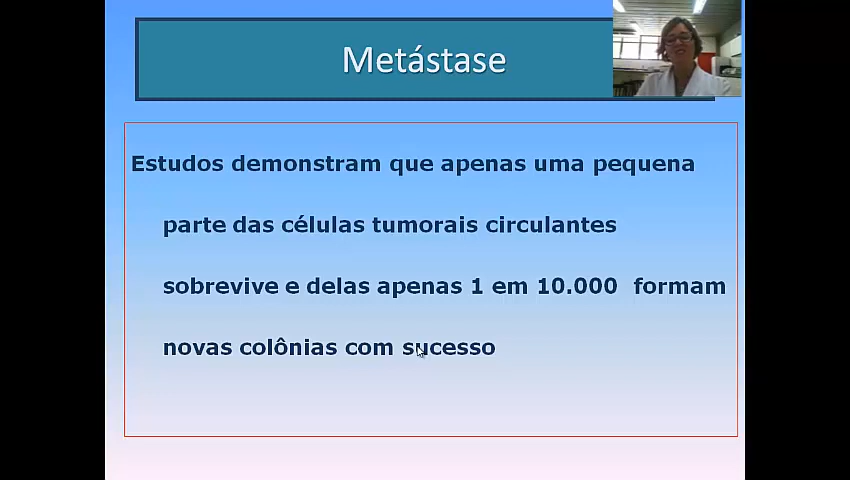 Metástase
Estudos demonstram que apenas uma pequena
parte das células tumorais circulantes
sobrevive e delas apenas 1 em 10.000 formam
novas colônias com sucesso